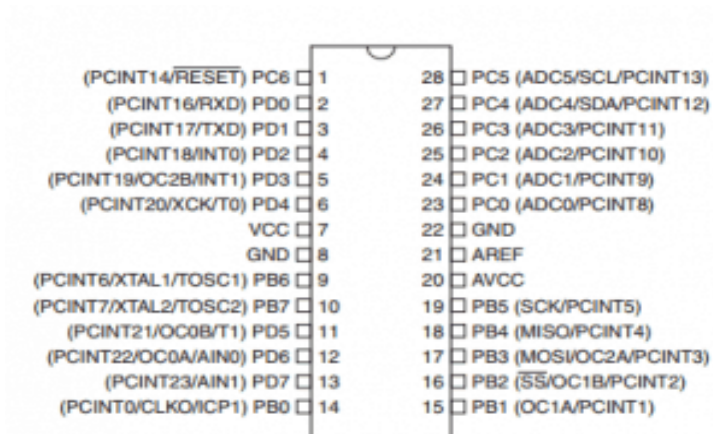 (PCINT14/RESET) PC6 1 28 PC5 (ADC5/SCL/PCINT13)
(PCINT16/RXD) PD0 2 27 PC4 (ADC4/SDA/PCINT12)
(PCINT17/TXD) PD1 3 26 PC3 (ADC3/PCINT11)
(PCINT18/INT0) PD2 4 25 PC2 (ADC2/PCINT10)
(PCINT19/OC2B/INT1) PD3 5 24 PC1 (ADC1/PCINT9)
(PCINT20/XCK/T0) PD4 6 23 PC0 (ADC0/PCINT8)
VCC 7 22 GND
GND 8 21 AREF
(PCINT6/XTAL1/TOSC1) PB6 9 20 AVCC
(PCINT7/XTAL2/TOSC2) PB7 10 19 PB5 (SCK/PCINT5)
(PCINT21/OC0B/T1) PD5 11 18 PB4 (MISO/PCINT4)
(PCINT22/OC0A/AIN0) PD6 12 17 PB3 (MOSI/OC2A/PCINT3)
(PCINT23/AIN1) PD7 13 16 PB2 (SS/OC1B/PCINT2)
(PCINT0/CLKO/ICP1) PB0 14 15 PB1 (OC1A/PCINT1)